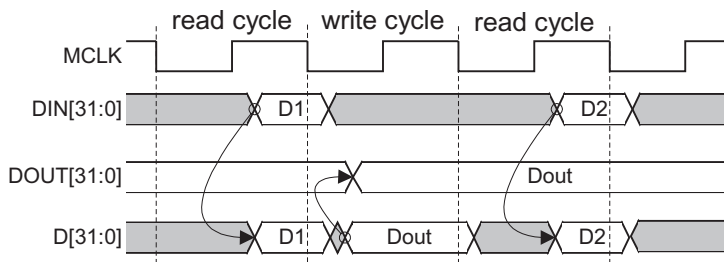 read cycle write cycle read cycle
MCLK
DIN[31:0] D1 D2
DOUT[31:0] Dout
D[31:0] D1 Dout D2